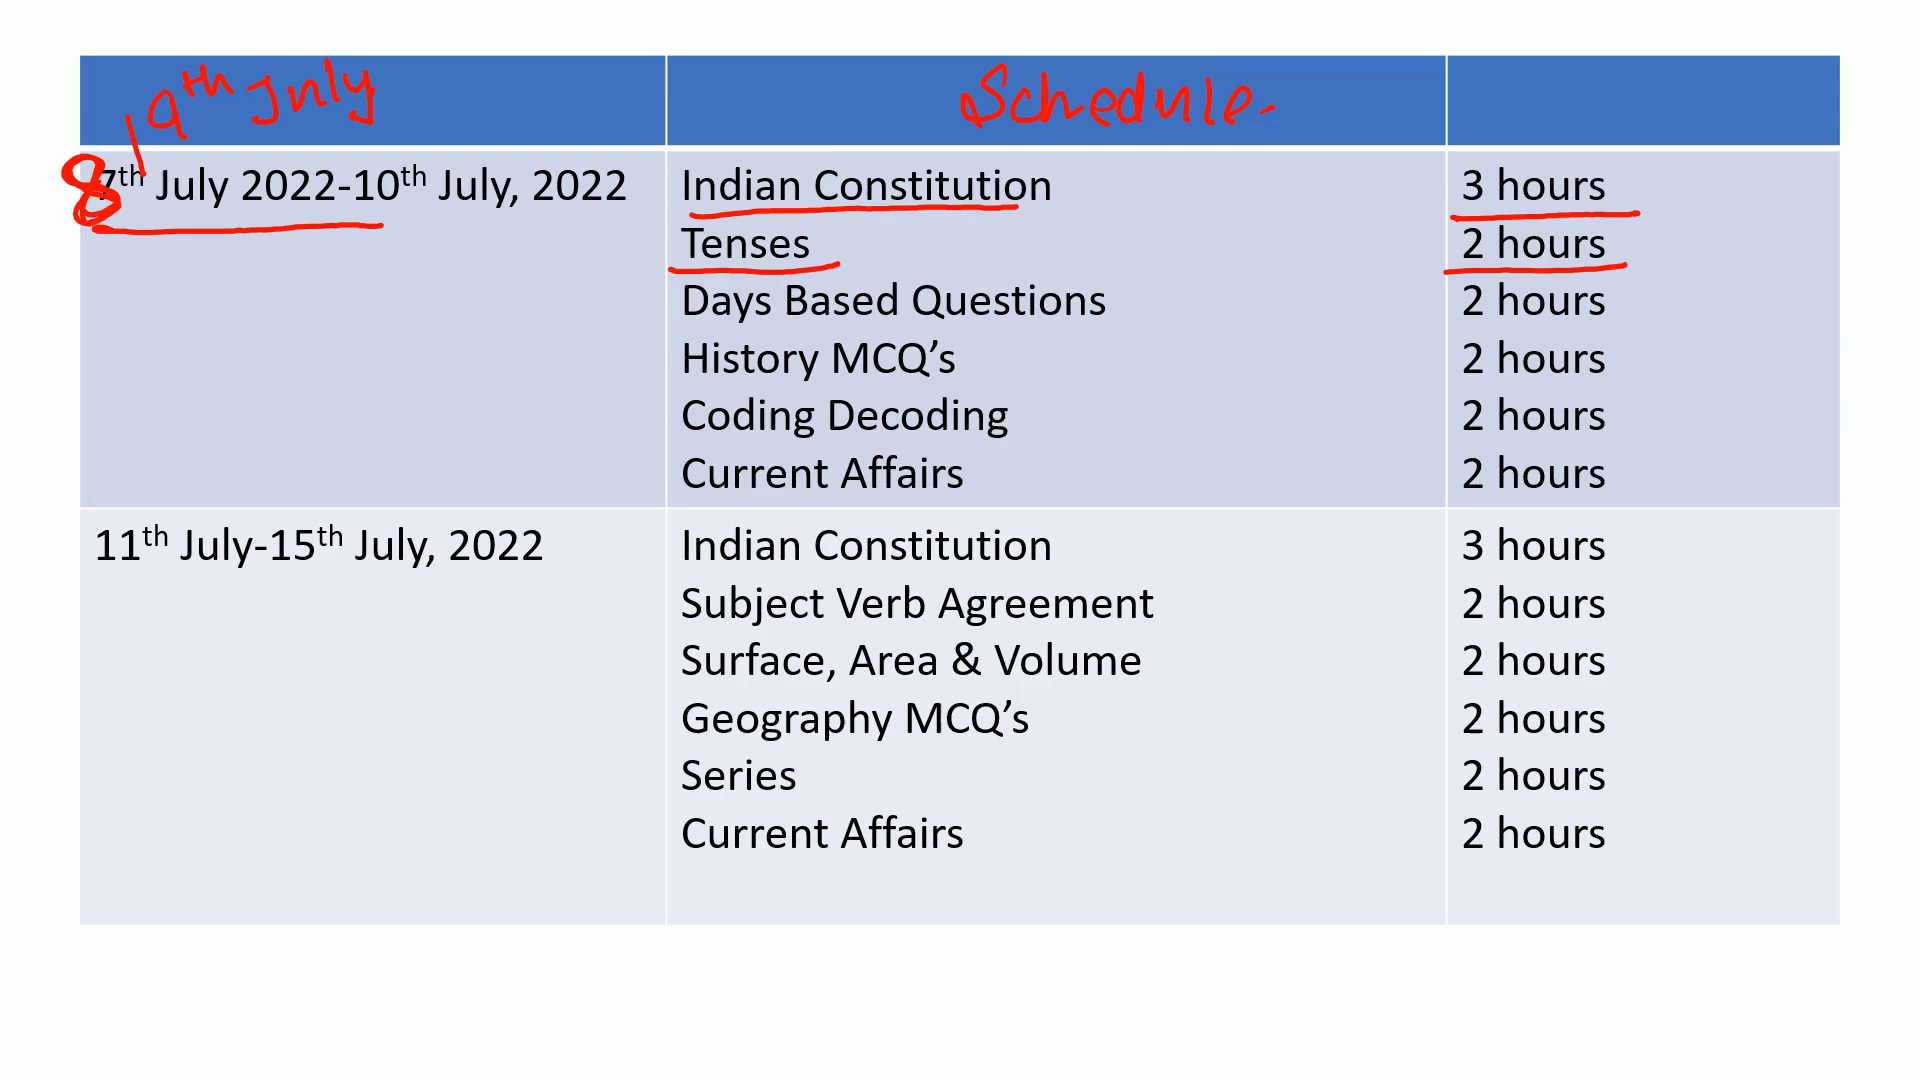 9th July
Schedule.
8
7th July 2022-10th July, 2022
Indian Constitution
3 hours
Tenses
2 hours
Days Based Questions
2 hours
History MCQ’s
2 hours
Coding Decoding
2 hours
Current Affairs
2 hours
11th July-15th July, 2022
Indian Constitution
3 hours
Subject Verb Agreement
2 hours
Surface, Area & Volume
2 hours
Geography MCQ’s
2 hours
Series
2 hours
Current Affairs
2 hours